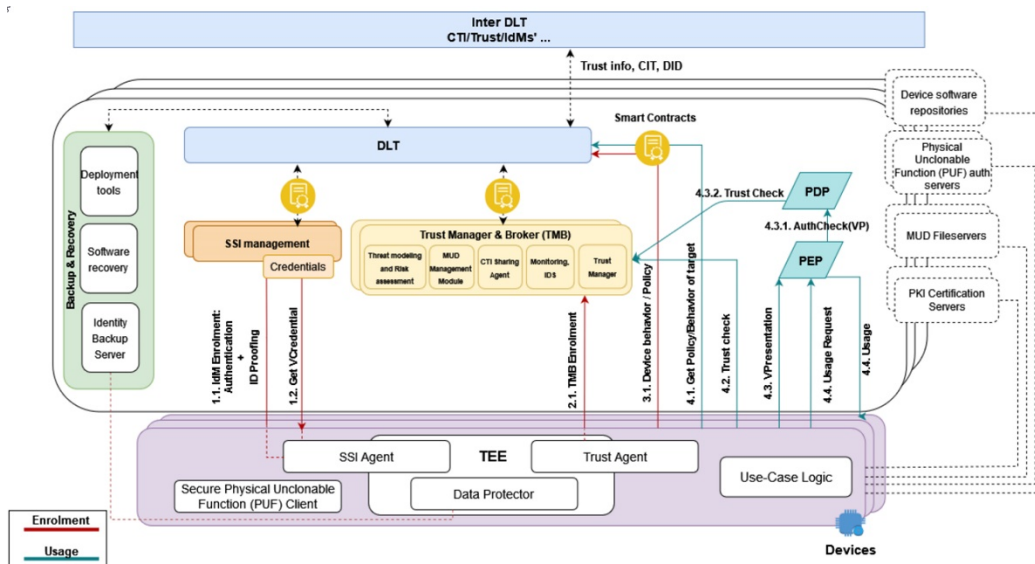 Inter DLT
CTI/Trust/IdMs' ...
Trust info, CIT, DID
Device software
repositories
Smart Contracts
DLT
Physical
Unclonable
Function (PUF) auth
servers
Deployment
tools
PDP
4.3.2. Trust Check
4.3.1. AuthCheck(VP)
SSI management
Credentials
Trust Manager & Broker (TMB)
Threat modeling
and Risk
assessment
MUD
Management
Module
CTI Sharing
Agent
Monitoring,
IDS
Trust
Manager
MUD Fileservers
Backup & Recovery
Software
recovery
PEP
PKI Certification
Servers
Identity
Backup
Server
1.1. IdM Enrolment:
Authentication
+
ID Proofing
1.2. Get VCredential
2.1. TMB Enrolment
3.1. Device behavior / Policy
4.1. Get Policy/Behavior of target
4.2. Trust check
4.3. VPresentation
4.4. Usage Request
4.4. Usage
SSI Agent
TEE
Trust Agent
Use-Case Logic
Secure Physical Unclonable
Function (PUF) Client
Data Protector
Enrolment
Usage
Devices